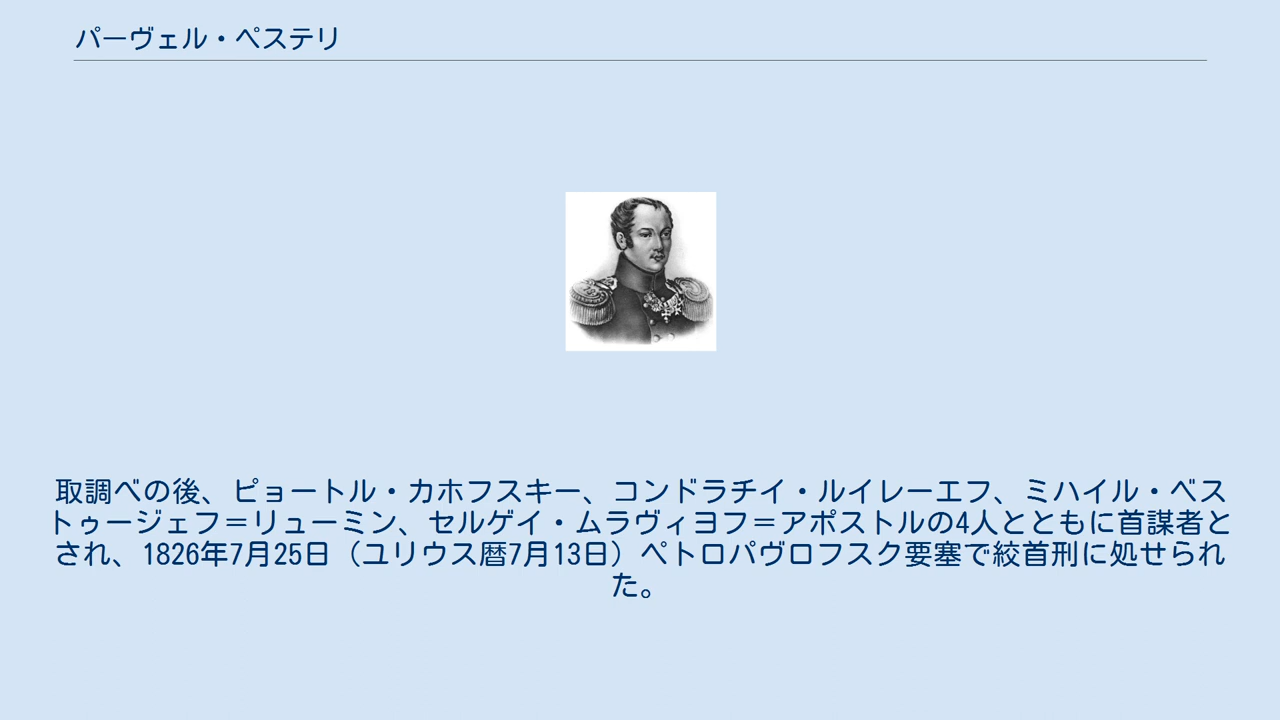 パーヴェル・ペステリ
取調べの後、ピョートル・カホフスキー、コンドラチイ・ルイレーエフ、ミハイル・ベス
トゥージェフ＝リューミン、セルゲイ・ムラヴィヨフ＝アポストルの4人とともに首謀者と
され、1826年7月25日（ユリウス暦7月13日）ペトロパヴロフスク要塞で絞首刑に処せられ
た。